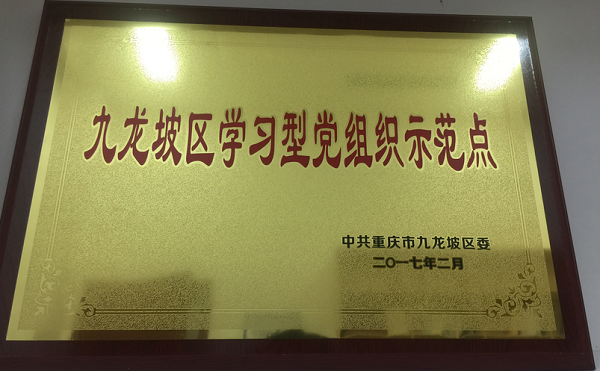 九龙坡区学习型党组织示范点
中共重庆市九龙坡区委
二〇一七年二月